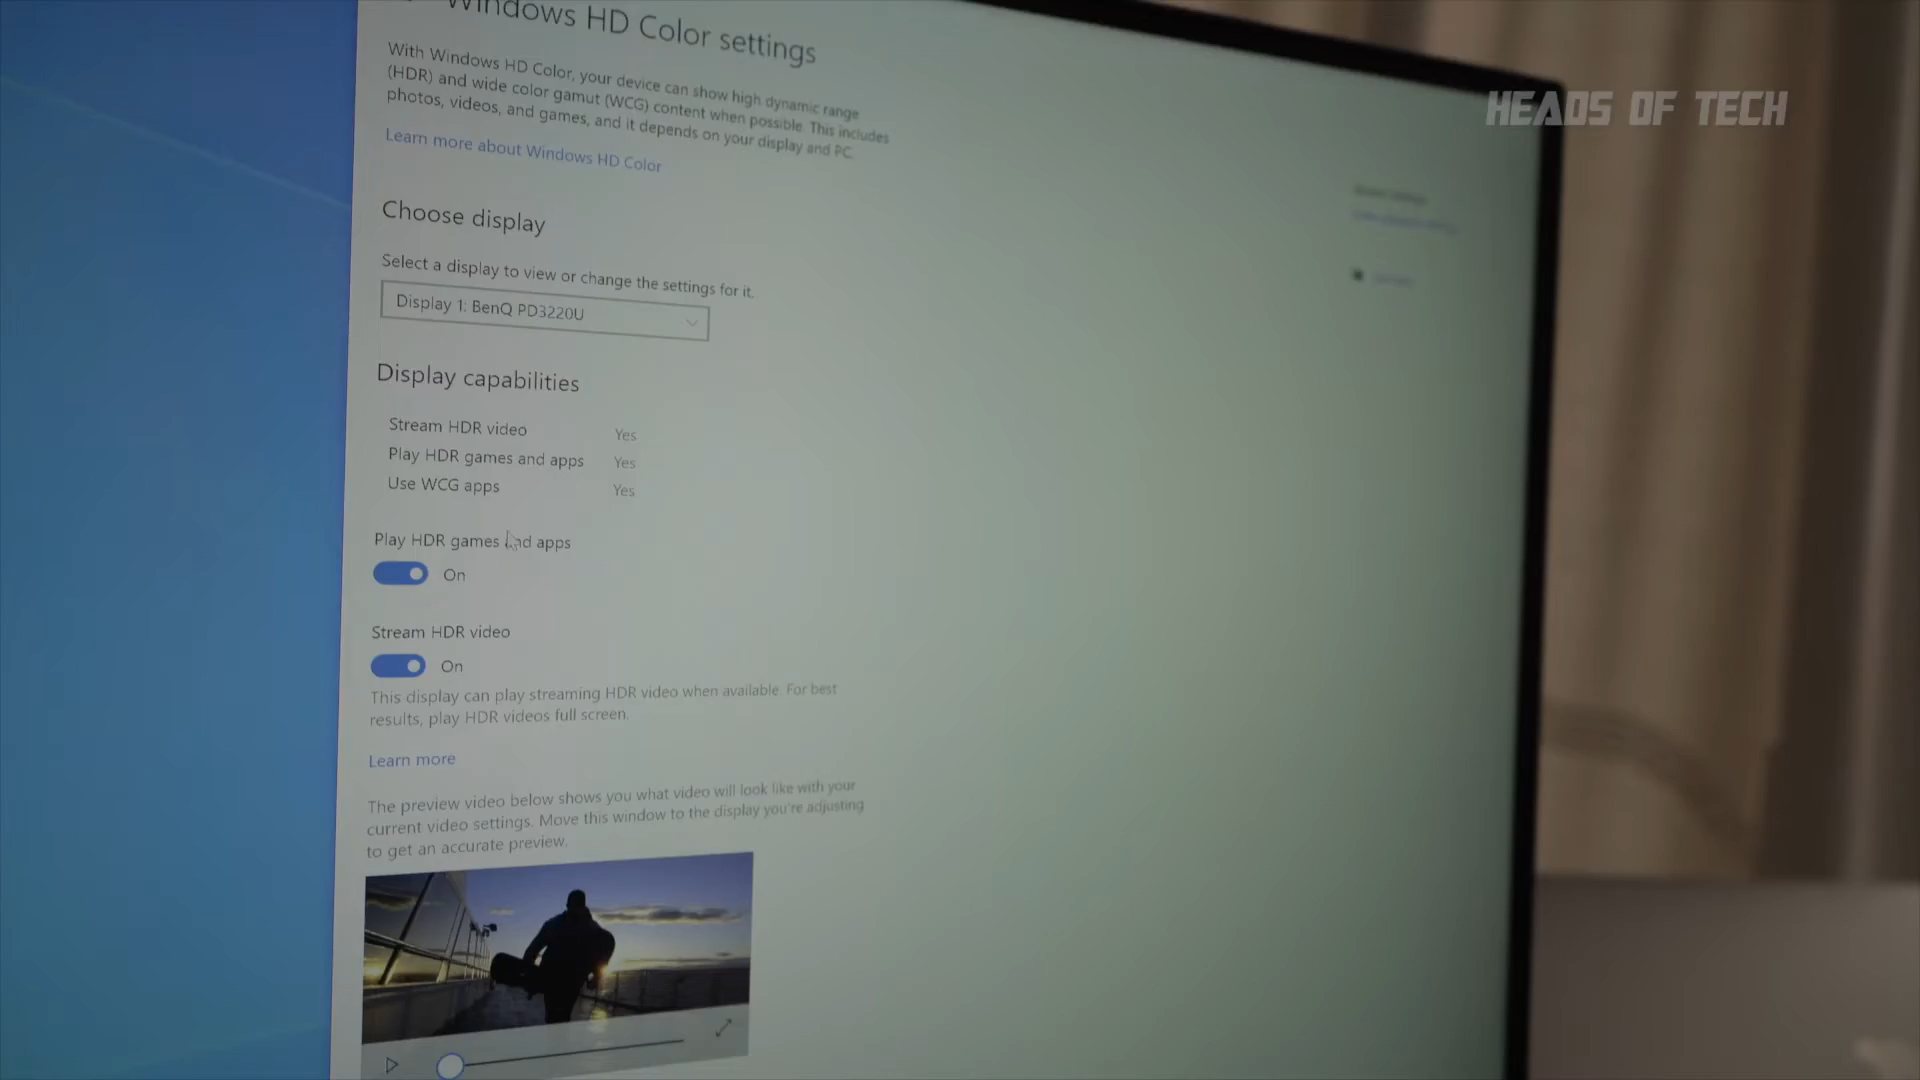 Windows HD Color settings
With Windows HD Color, your device can show high dynamic range
(HDR) and wide color gamut (WCG) content when possible. This includes
photos, videos, and games, and it depends on your display and PC.
Learn more about Windows HD Color
HEADS OF TECH
Choose display
Select a display to view or change the settings for it.
Display 1: BenQ PD3220U
Display capabilities
Stream HDR video Yes
Play HDR games and apps Yes
Use WCG apps Yes
Play HDR games and apps
On
Stream HDR video
On
This display can play streaming HDR video when available. For best
results, play HDR videos full screen.
Learn more
The preview video below shows you what video will look like with your
current video settings. Move this window to the display you're adjusting
to get an accurate preview.